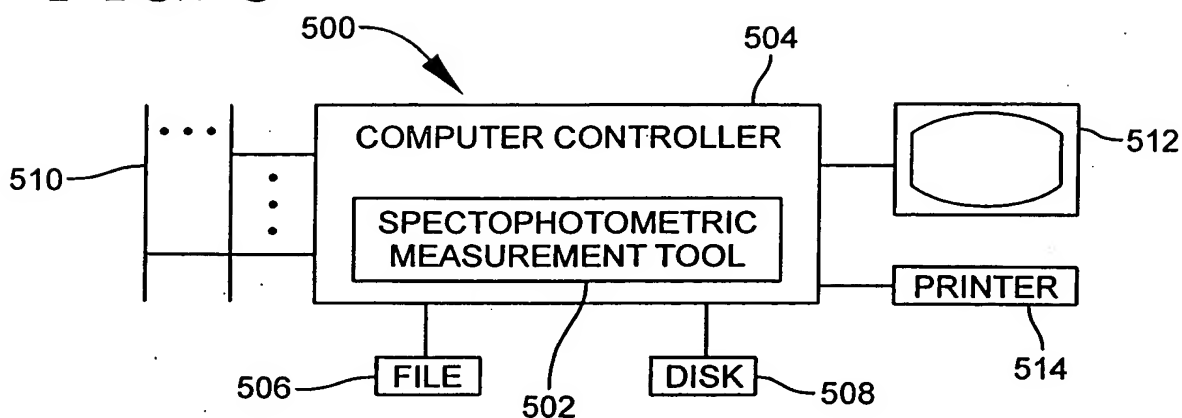 500
504
COMPUTER CONTROLLER
512
510
SPECTOPHOTOMETRIC
MEASUREMENT TOOL
PRINTER
514
506
FILE
502
DISK
508